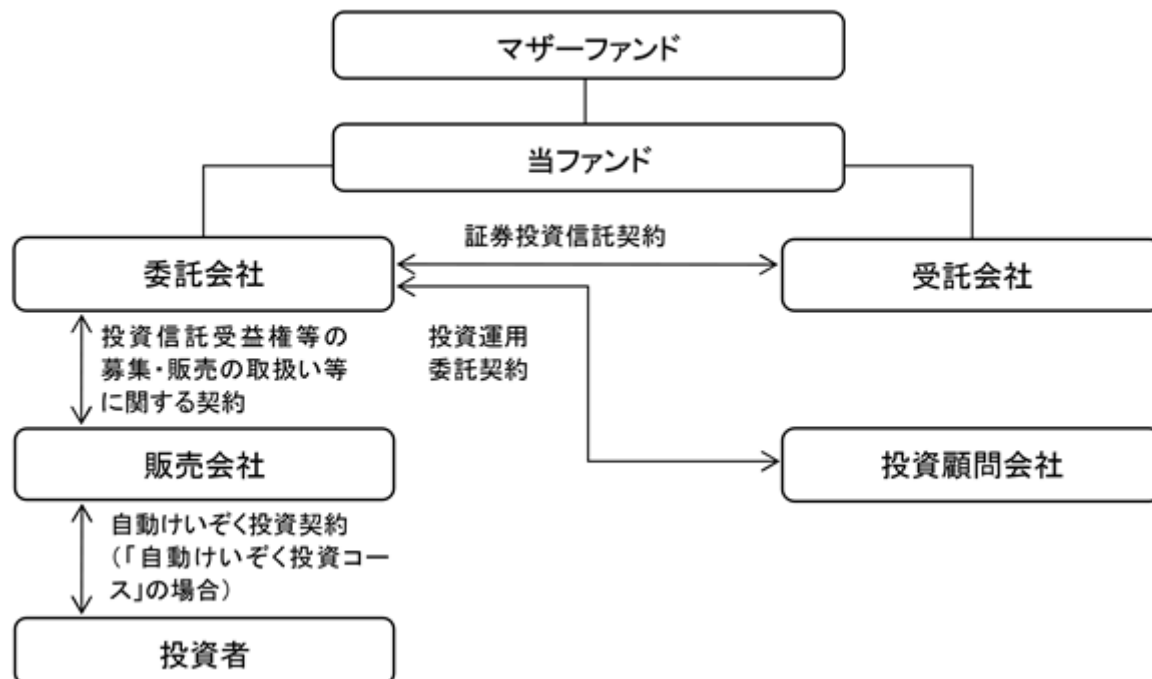 マザーファンド
当ファンド
証券投資信託契約
委託会社
受託会社
投資信託受益権等の
募集・販売の取扱い等
に関する契約
投資運用
委託契約
販売会社
投資顧問会社
自動けいぞく投資契約
（「自動けいぞく投資コー
ス」の場合）
投資者